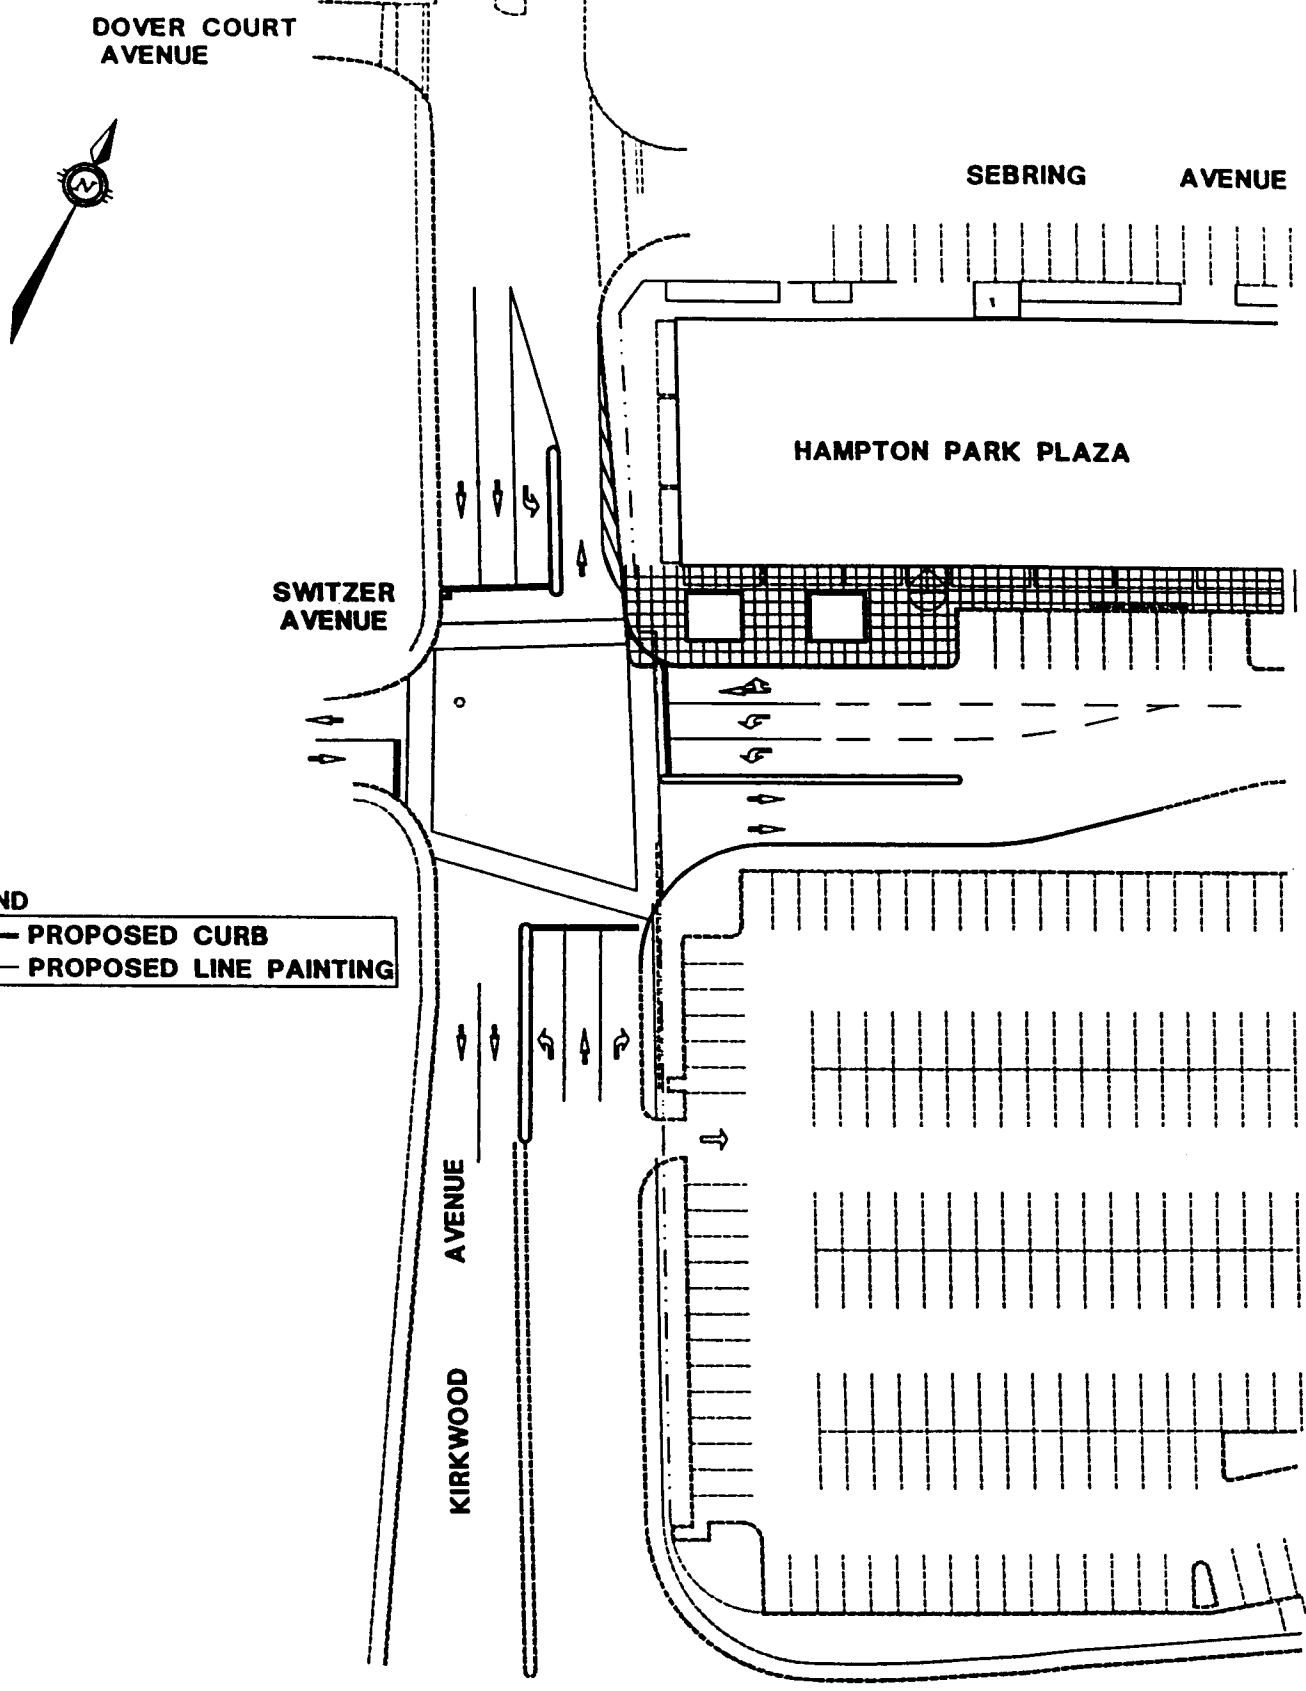 DOVER COURT
AVENUE
N
SEBRING AVENUE
HAMPTON PARK PLAZA
SWITZER
AVENUE
ND
PROPOSED CURB
PROPOSED LINE PAINTING
KIRKWOOD AVENUE